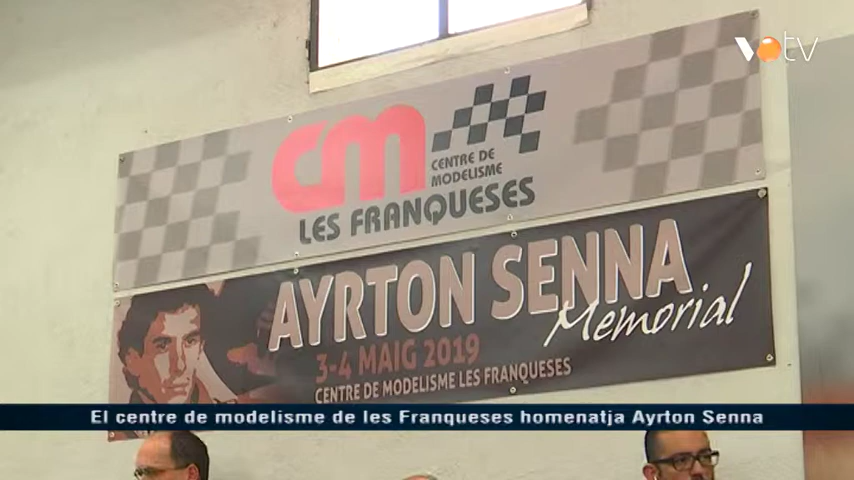 votv
cm
CENTRE DE
MODELISME
LES FRANQUESES
AYRTON SENNA
Memorial
3-4 MAIG 2019
CENTRE DE MODELISME LES FRANQUESES
El centre de modelisme de les Franqueses homenatja Ayrton Senna